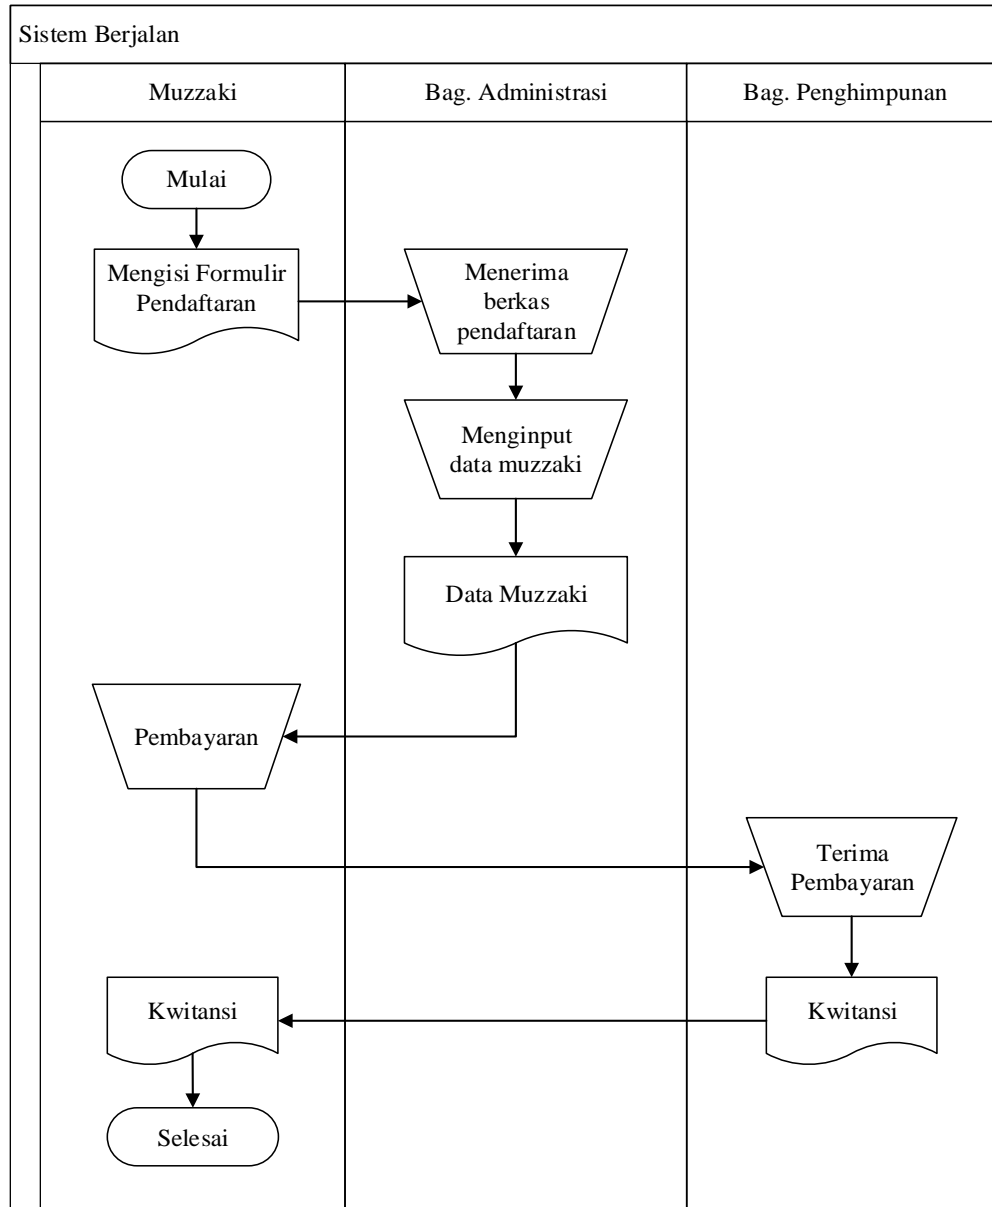 Sistem Berjalan
Muzzaki
Bag. Administrasi
Bag. Penghimpunan
Mulai
Mengisi Formulir
Pendaftaran
Menerima
berkas
pendaftaran
Menginput
data muzzaki
Data Muzzaki
Pembayaran
Terima
Pembayaran
Kwitansi
Kwitansi
Selesai